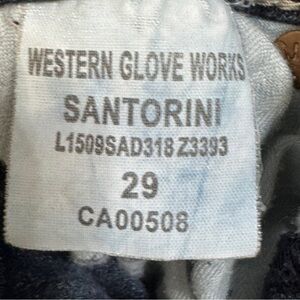 WESTERN GLOVE WORKS
SANTORINI
L1509SAD318 Z3393
29
CA00508